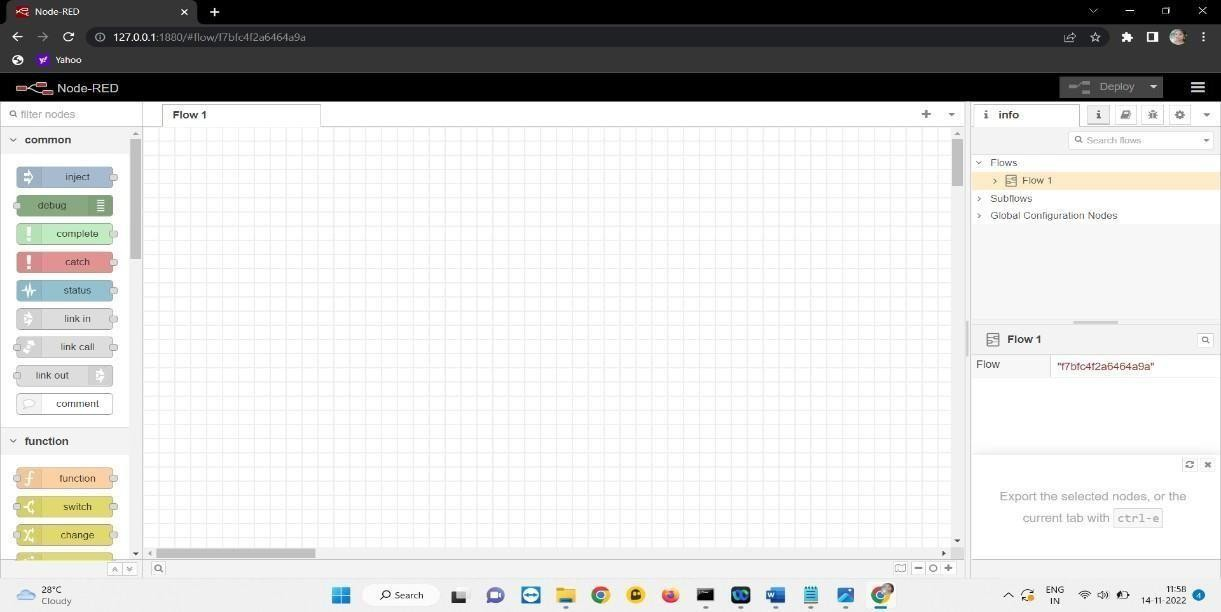 Node-RED
127.0.0.1:1880/#flow/f7bfc4f2a6464a9a
Yahoo
Node-RED
Deploy
filter nodes
Flow 1
info
common
Search flows
inject
Flows
debug
Flow 1
Subflows
complete
Global Configuration Nodes
catch
status
link in
link call
Flow 1
Flow
"f7bfc4f2a6464a9a"
link out
comment
function
function
switch
change
Export the selected nodes, or the
current tab with ctrl-e
28°C
Cloudy
Search
ENG
IN
11:58
14-11-2022
4